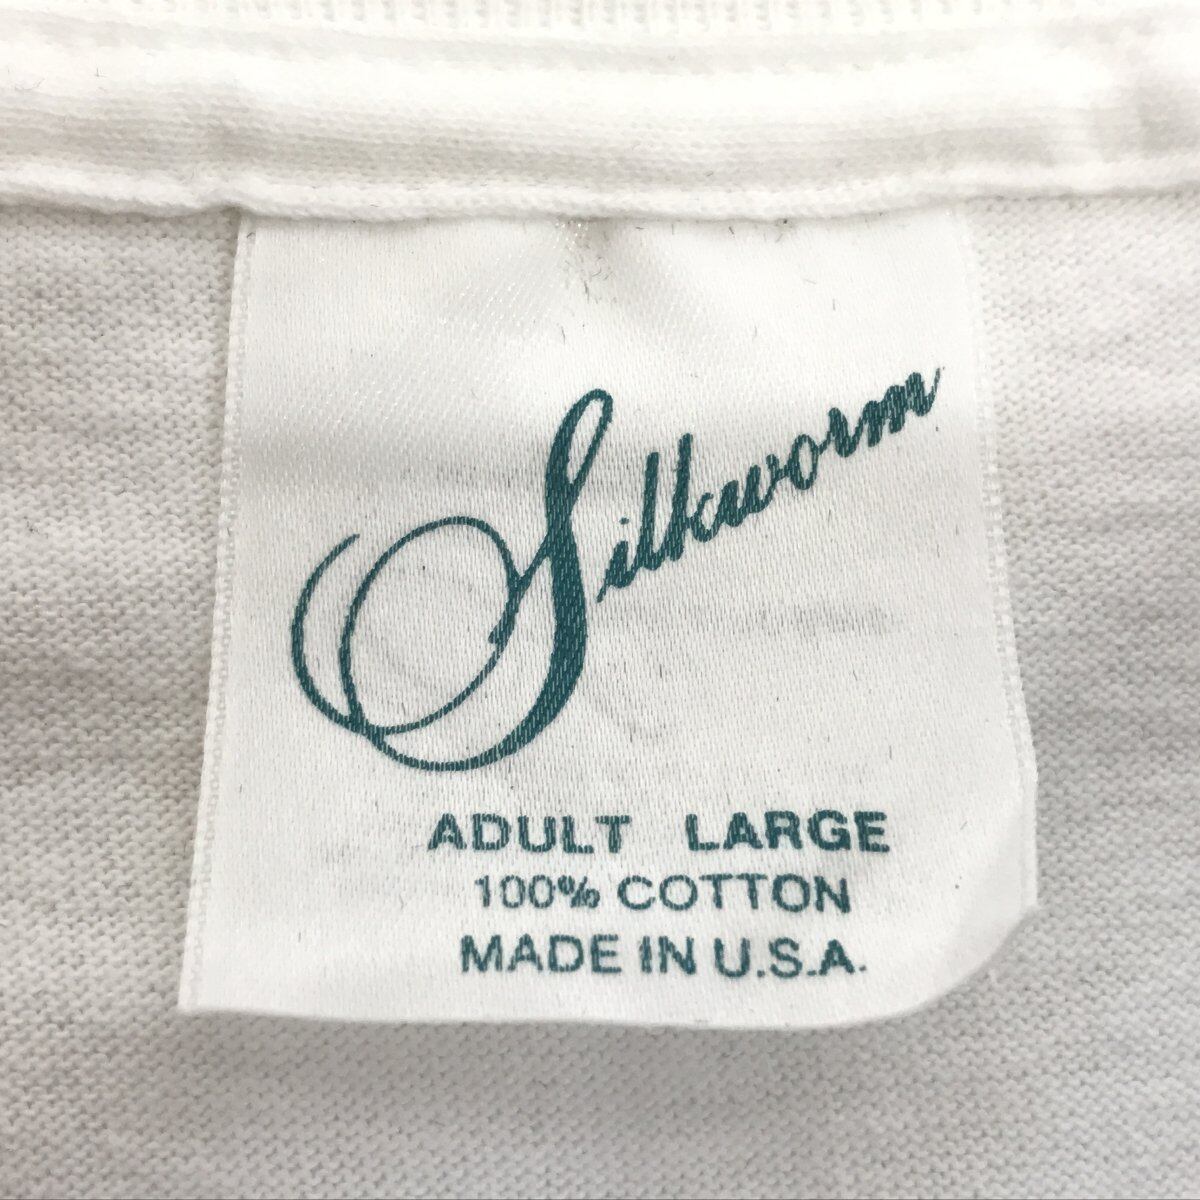 Silkworm
ADULT LARGE
100% COTTON
MADE IN U.S.A.